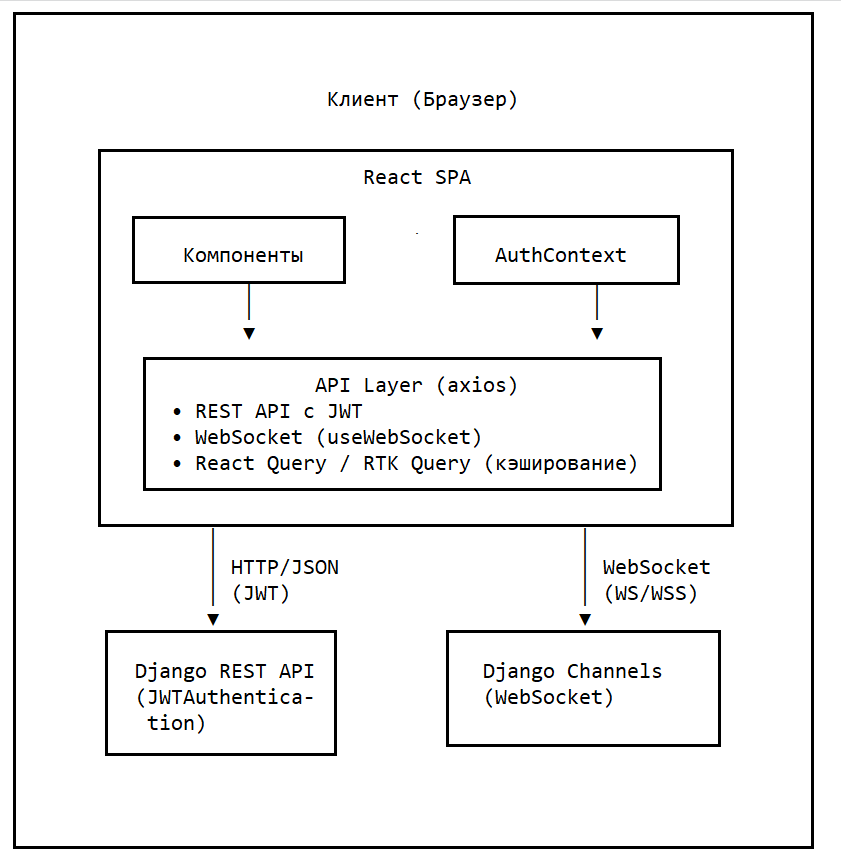 Клиент (Браузер)
React SPA
Компоненты
AuthContext
API Layer (axios)
• REST API с JWT
• WebSocket (useWebSocket)
• React Query / RTK Query (кэширование)
HTTP/JSON
(JWT)
WebSocket
(WS/WSS)
Django REST API
(JWTAuthentica-
tion)
Django Channels
(WebSocket)